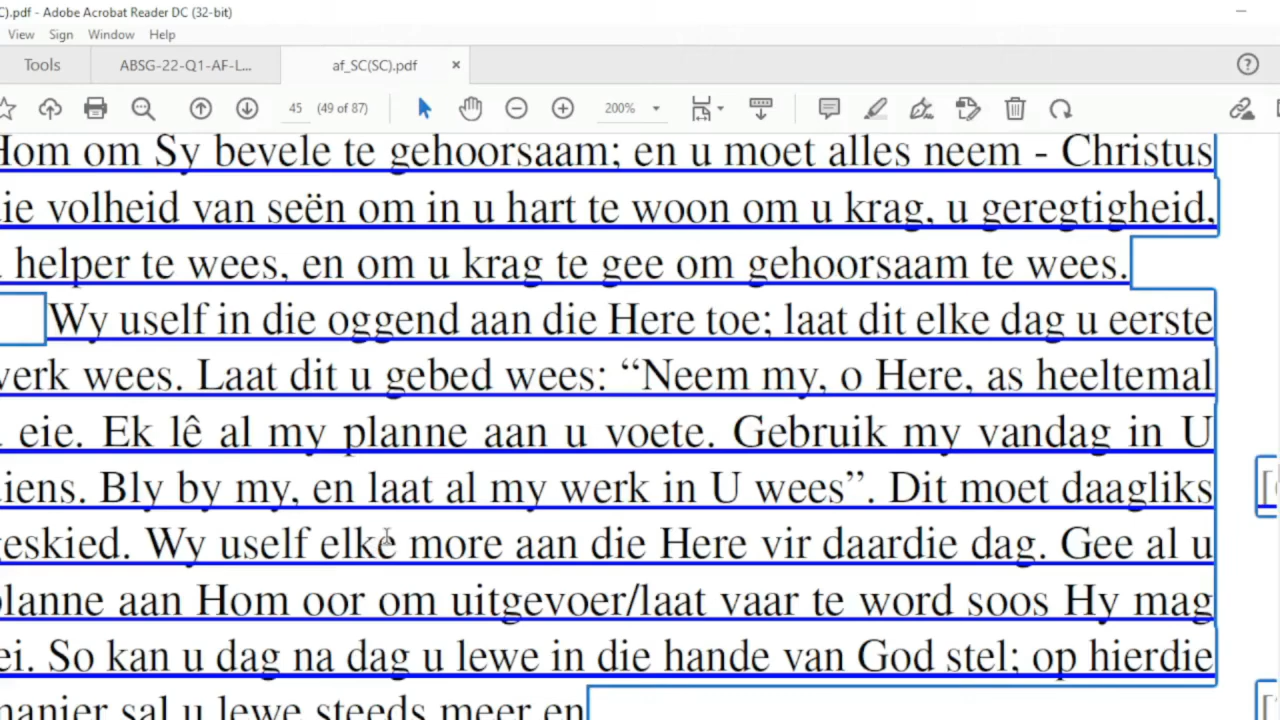 C).pdf - Adobe Acrobat Reader DC (32-bit)
View Sign Window Help
Tools ABSG-22-Q1-AF-L... af_SC(SC).pdf ×
45 (49 of 87) 200%
Hom om Sy bevele te gehoorsaam; en u moet alles neem - Christus
die volheid van seën om in u hart te woon om u krag, u geregtigheid,
helper te wees, en om u krag te gee om gehoorsaam te wees.
Wy uself in die oggend aan die Here toe; laat dit elke dag u eerste
werk wees. Laat dit u gebed wees: “Neem my, o Here, as heeltemal
eie. Ek lê al my planne aan u voete. Gebruik my vandag in U
diens. Bly by my, en laat al my werk in U wees”. Dit moet daagliks
geskied. Wy uself elke more aan die Here vir daardie dag. Gee al u
planne aan Hom oor om uitgevoer/laat vaar te word soos Hy mag
ei. So kan u dag na dag u lewe in die hande van God stel; op hierdie
manier sal u lewe steeds meer en